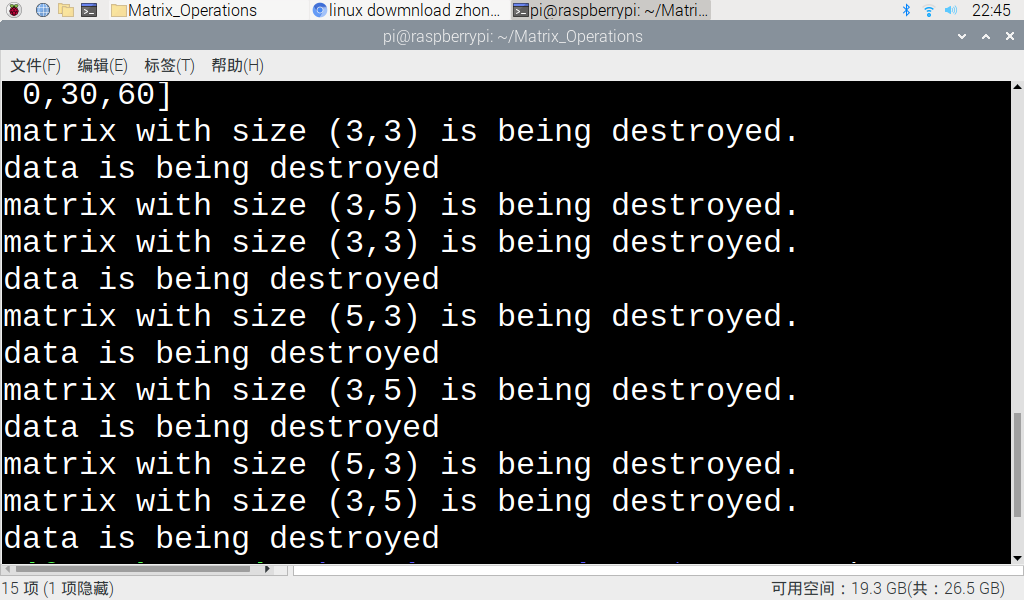 Matrix_Operations
linux dowmnload zhon...
pi@raspberrypi: ~/Matri...
22:45
pi@raspberrypi: ~/Matrix_Operations
文件(F) 编辑(E) 标签(T) 帮助(H)
0,30,60]
matrix with size (3,3) is being destroyed.
data is being destroyed
matrix with size (3,5) is being destroyed.
matrix with size (3,3) is being destroyed.
data is being destroyed
matrix with size (5,3) is being destroyed.
data is being destroyed
matrix with size (3,5) is being destroyed.
data is being destroyed
matrix with size (5,3) is being destroyed.
matrix with size (3,5) is being destroyed.
data is being destroyed
15 项 (1 项隐藏)
可用空间：19.3 GB(共：26.5 GB)